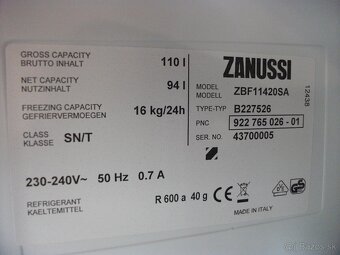 GROSS CAPACITY
BRUTTO INHALT 110 l
NET CAPACITY
NUTZINHALT 94 l
FREEZING CAPACITY
GEFRIERVERMOEGEN 16 kg/24h
CLASS
KLASSE SN/T
230-240V~ 50 Hz 0.7 A
REFRIGERANT
KAELTEMITTEL R 600 a 40 g
ZANUSSI
MODEL
MODELL ZBF11420SA
TYPE-TYP B227526
PNC 922 765 026 - 01
SER. NO. 43700005
12438
MADE IN ITALY